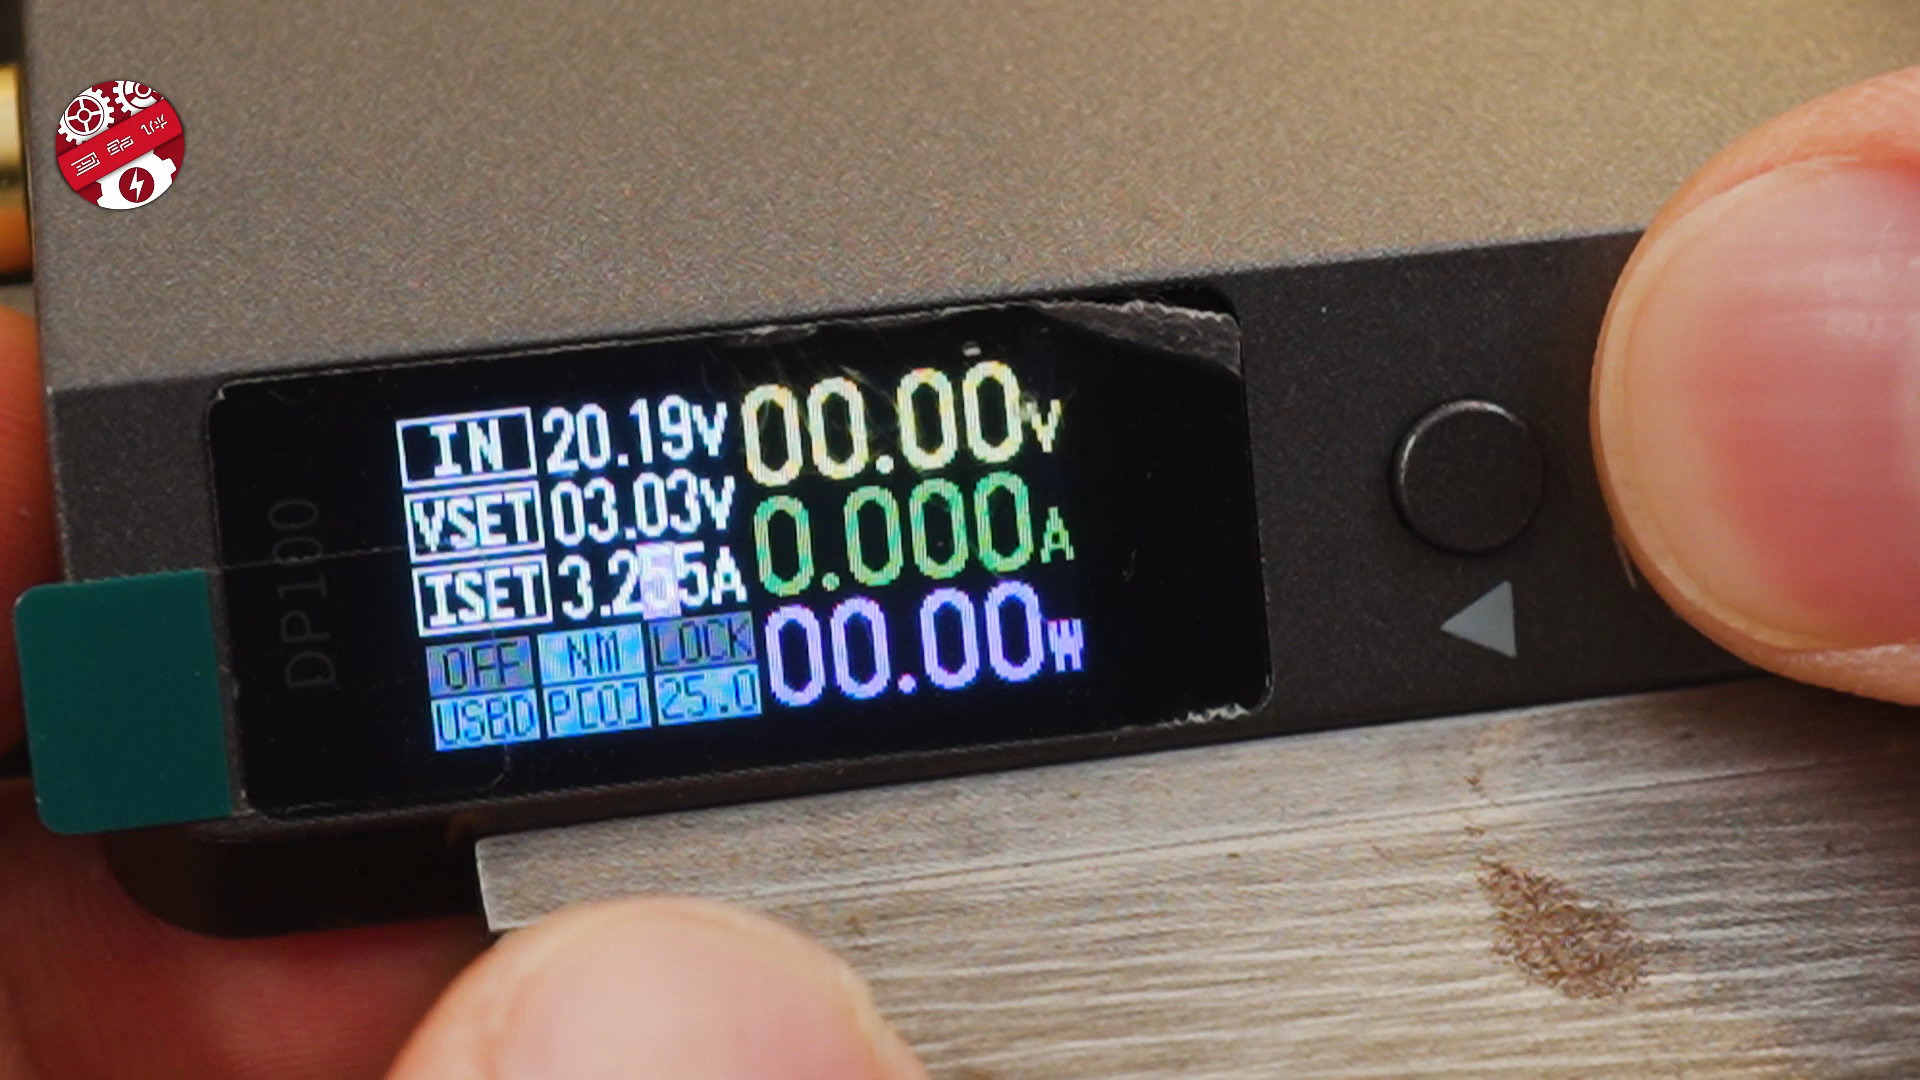 IN 20.19V 00.00V
VSET 03.03V 0.000A
ISET 3.255A 00.00W
OFF NM LOCK
USBD P[0] 25.0
DP100